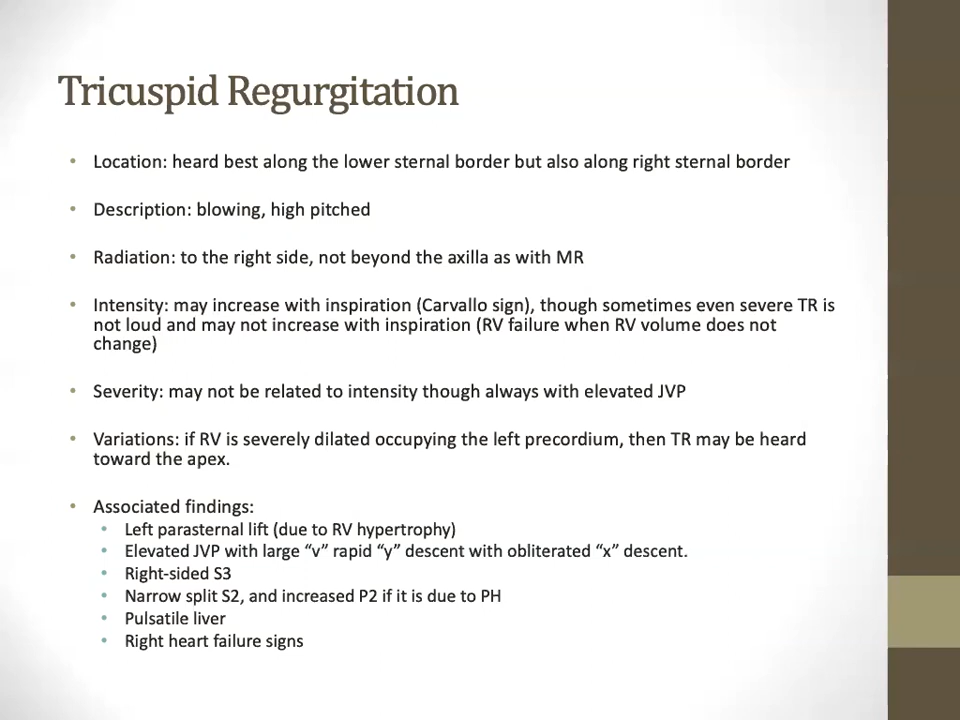 Tricuspid Regurgitation
• Location: heard best along the lower sternal border but also along right sternal border
• Description: blowing, high pitched
• Radiation: to the right side, not beyond the axilla as with MR
• Intensity: may increase with inspiration (Carvallo sign), though sometimes even severe TR is
not loud and may not increase with inspiration (RV failure when RV volume does not
change)
• Severity: may not be related to intensity though always with elevated JVP
• Variations: if RV is severely dilated occupying the left precordium, then TR may be heard
toward the apex.
• Associated findings:
• Left parasternal lift (due to RV hypertrophy)
• Elevated JVP with large “v” rapid “y” descent with obliterated “x” descent.
• Right-sided S3
• Narrow split S2, and increased P2 if it is due to PH
• Pulsatile liver
• Right heart failure signs